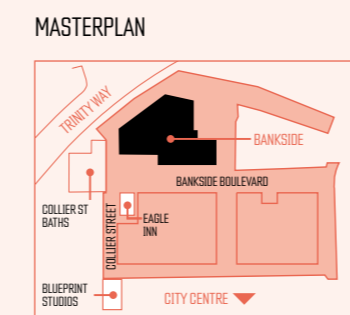 MASTERPLAN
TRINITY WAY
BANKSIDE
BANKSIDE BOULEVARD
COLLIER ST
BATHS
COLLIER STREET
EAGLE
INN
BLUEPRINT
STUDIOS
CITY CENTRE